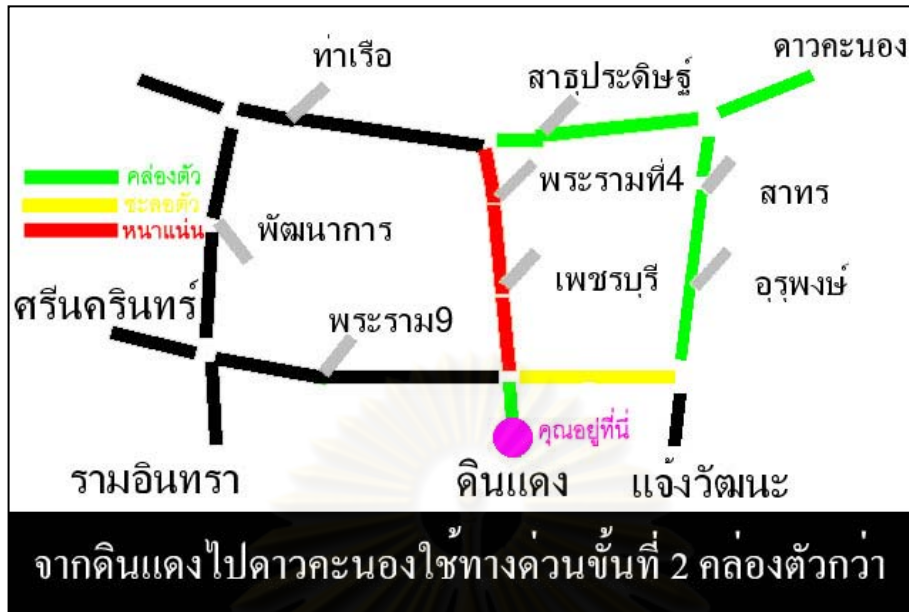 ดาวคะนอง
ท่าเรือ
สาธุประดิษฐ์
คล่องตัว
ชะลอตัว
หนาแน่น
พระรามที่4
สาทร
พัฒนาการ
เพชรบุรี
อุรุพงษ์
ศรีนครินทร์
พระราม9
คุณอยู่ที่นี่
รามอินทรา
ดินแดง
แจ้งวัฒนะ
จากดินแดงไปดาวคะนองใช้ทางด่วนขั้นที่ 2 คล่องตัวกว่า